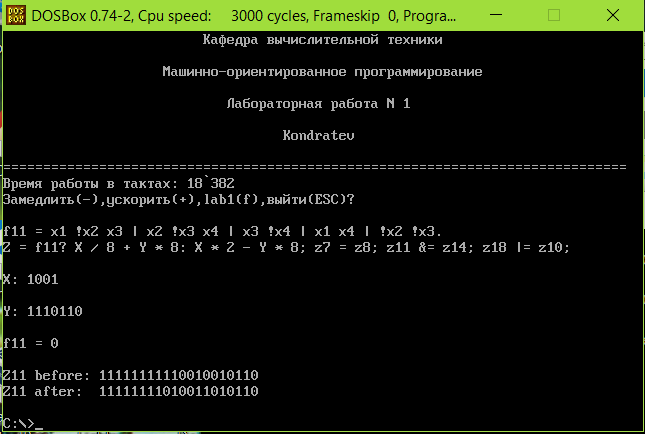 DOSBox 0.74-2, Cpu speed: 3000 cycles, Frameskip 0, Progra...
Кафедра вычислительной техники
Машинно-ориентированное программирование
Лабораторная работа N 1
Kondratev
==============================================================================
Время работы в тактах: 18`382
Замедлить(-),ускорить(+),lab1(f),выйти(ESC)?
f11 = x1 !x2 x3 | x2 !x3 x4 | x3 !x4 | x1 x4 | !x2 !x3.
Z = f11? X / 8 + Y * 8: X * 2 - Y * 8; z7 = z8; z11 &= z14; z18 |= z10;
X: 1001
Y: 1110110
f11 = 0
Z11 before: 11111111110010010110
Z11 after: 11111111010011010110
C:\>_